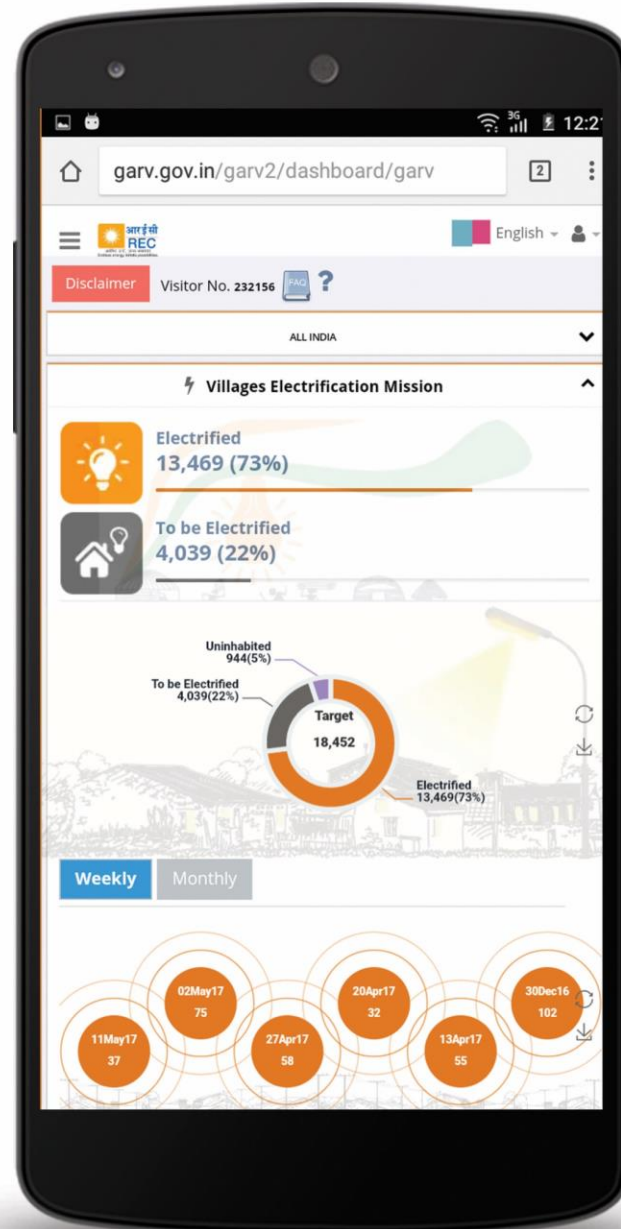 3G
12:21
garv.gov.in/garv2/dashboard/garv
2
आर ई सी
REC
English
Disclaimer
Visitor No. 232156
FAQ
?
ALL INDIA
Villages Electrification Mission
Electrified
13,469 (73%)
To be Electrified
4,039 (22%)
Uninhabited
944(5%)
To be Electrified
4,039(22%)
Target
18,452
Electrified
13,469(73%)
Weekly
Monthly
02May17
75
20Apr17
32
30Dec16
102
11May17
37
27Apr17
58
13Apr17
55